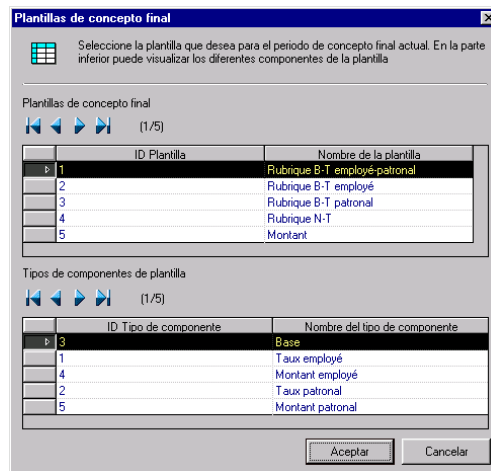 Plantillas de concepto final
Seleccione la plantilla que desea para el periodo de concepto final actual. En la parte
inferior puede visualizar los diferentes componentes de la plantilla
Plantillas de concepto final
(1/5)
ID Plantilla Nombre de la plantilla
1 Rubrique B-T employé-patronal
2 Rubrique B-T employé
3 Rubrique B-T patronal
4 Rubrique N-T
5 Montant
Tipos de componentes de plantilla
(1/5)
ID Tipo de componente Nombre del tipo de componente
3 Base
1 Taux employé
4 Montant employé
2 Taux patronal
5 Montant patronal
Aceptar Cancelar